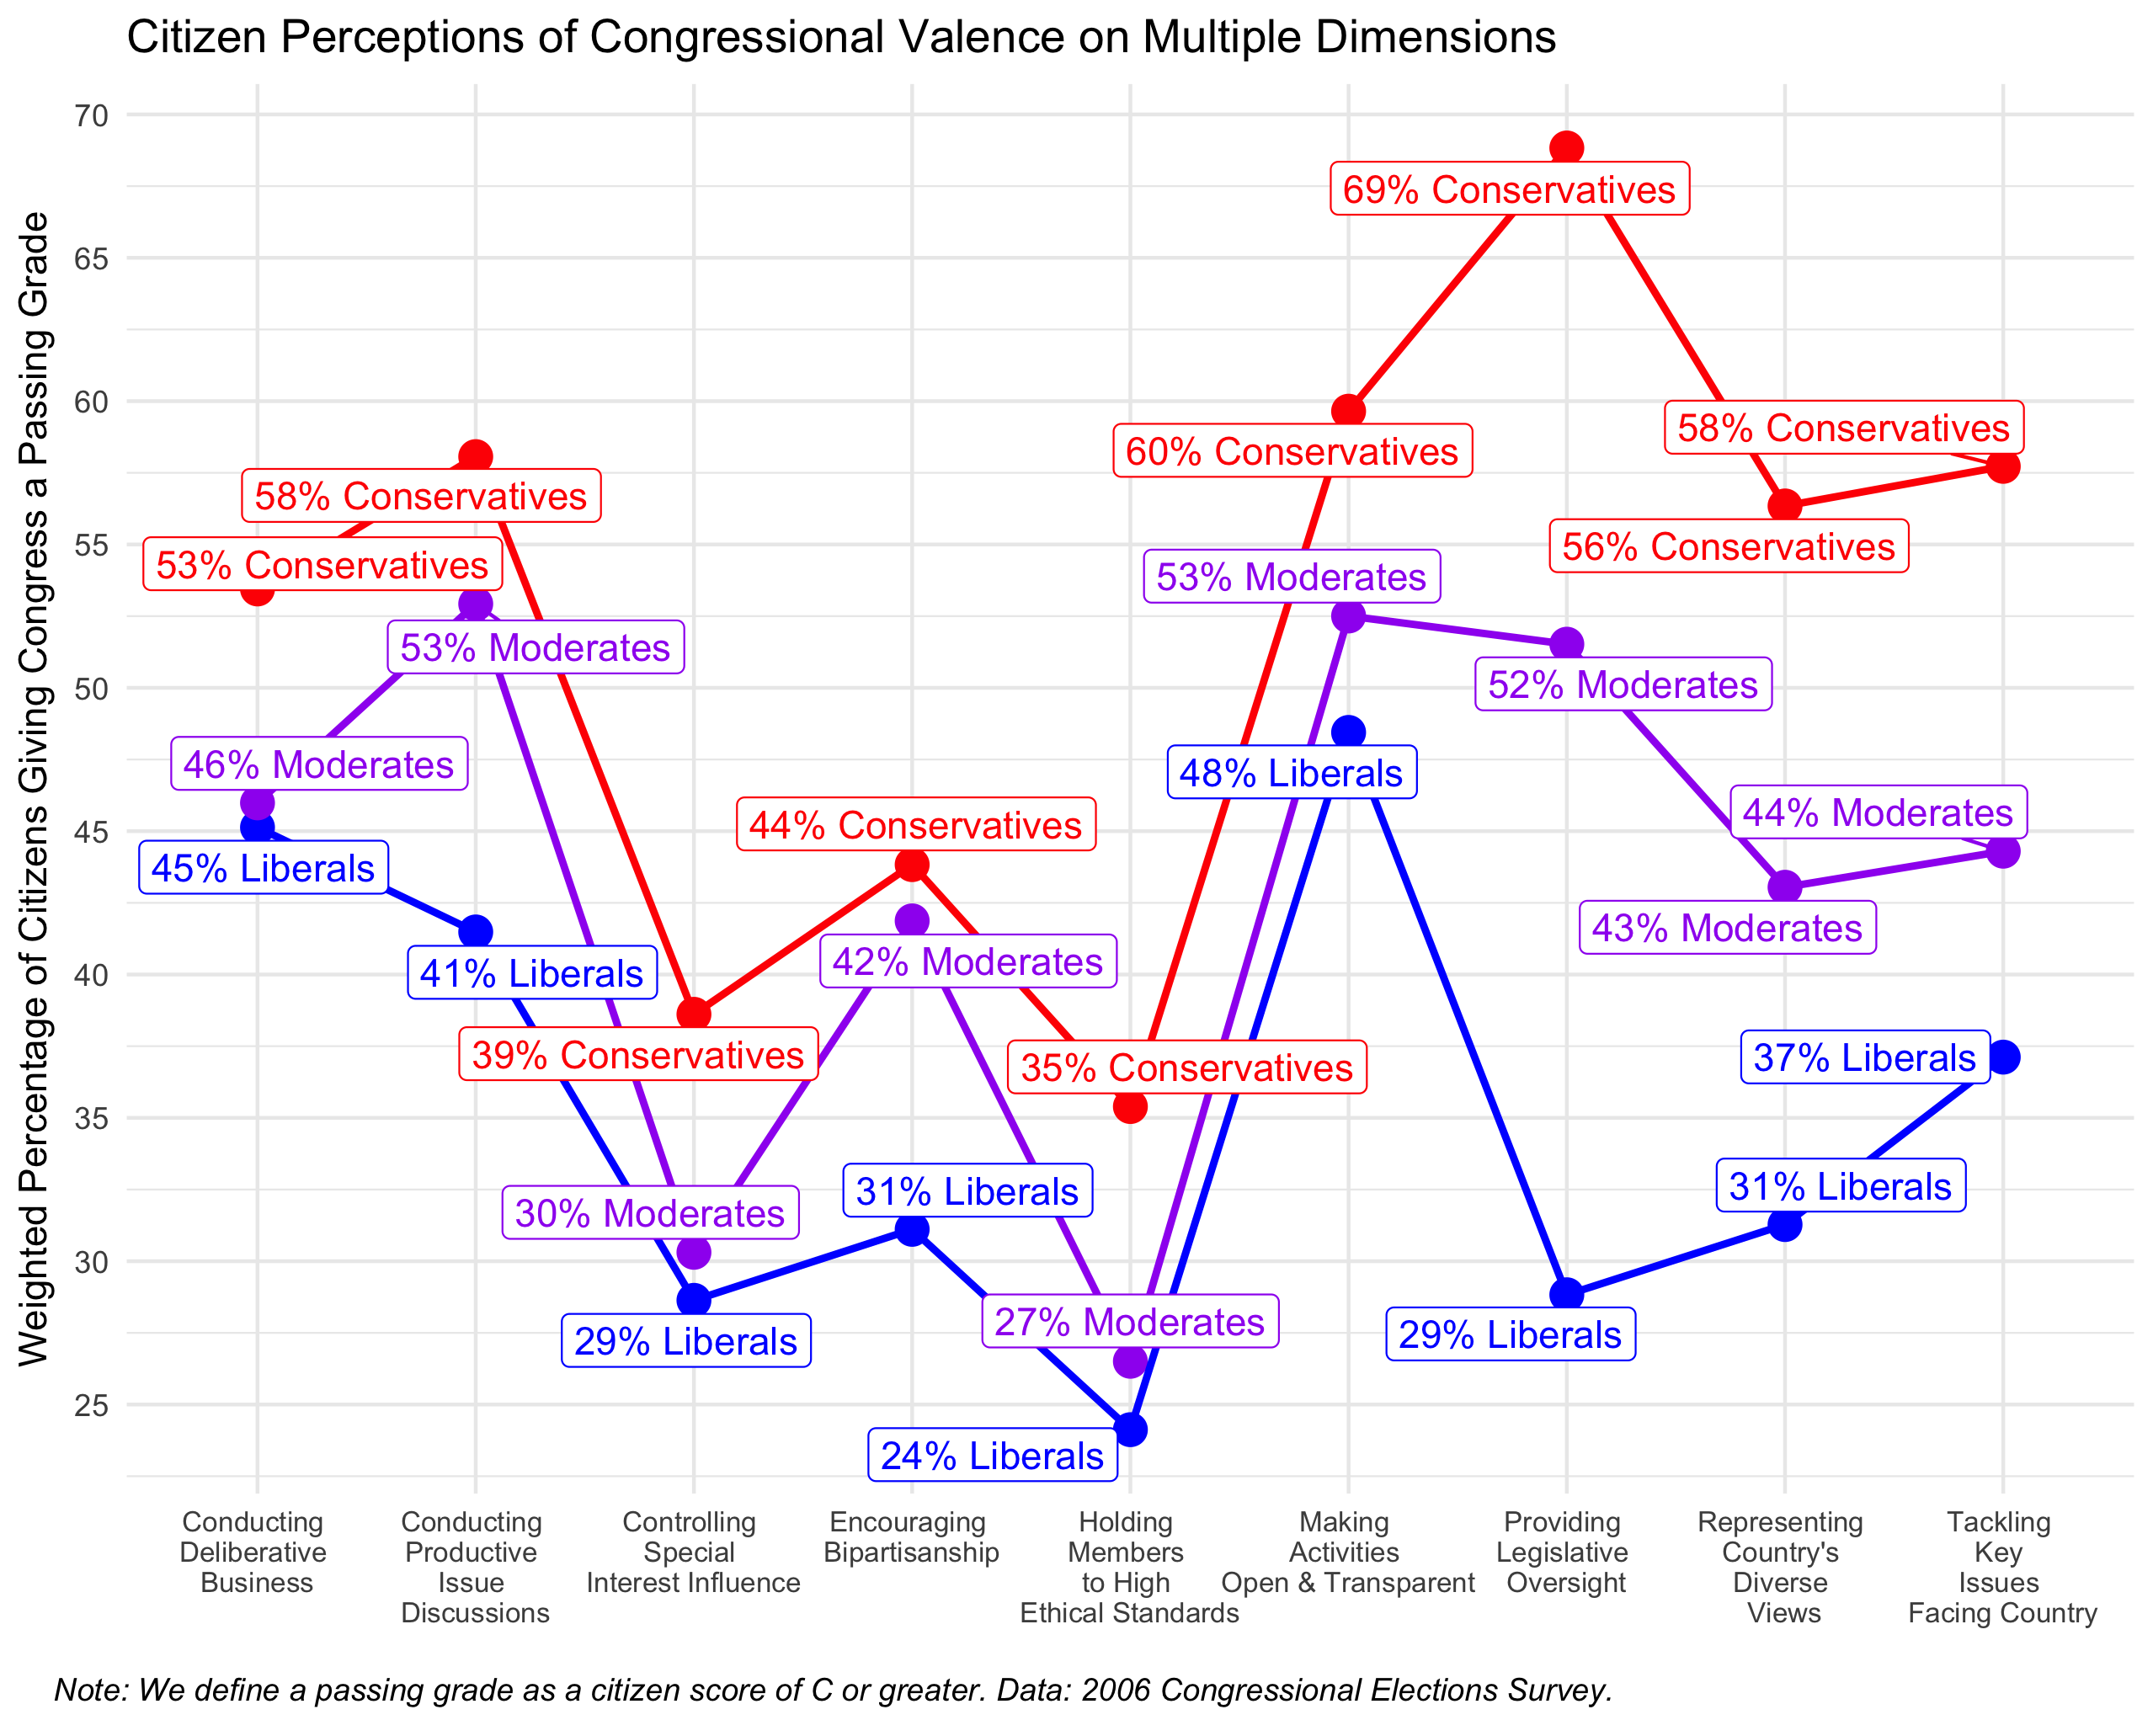 Citizen Perceptions of Congressional Valence on Multiple Dimensions
Weighted Percentage of Citizens Giving Congress a Passing Grade
70
65
60
55
50
45
40
35
30
25
69% Conservatives
58% Conservatives
60% Conservatives
58% Conservatives
56% Conservatives
53% Conservatives
53% Moderates
53% Moderates
52% Moderates
46% Moderates
48% Liberals
44% Moderates
44% Conservatives
45% Liberals
43% Moderates
42% Moderates
41% Liberals
39% Conservatives
37% Liberals
35% Conservatives
31% Liberals
31% Liberals
30% Moderates
27% Moderates
29% Liberals
29% Liberals
24% Liberals
Conducting
Deliberative
Business
Conducting
Productive
Issue
Discussions
Controlling
Special
Interest Influence
Encouraging
Bipartisanship
Holding
Members
to High
Ethical Standards
Making
Activities
Open & Transparent
Providing
Legislative
Oversight
Representing
Country's
Diverse
Views
Tackling
Key
Issues
Facing Country
Note: We define a passing grade as a citizen score of C or greater. Data: 2006 Congressional Elections Survey.